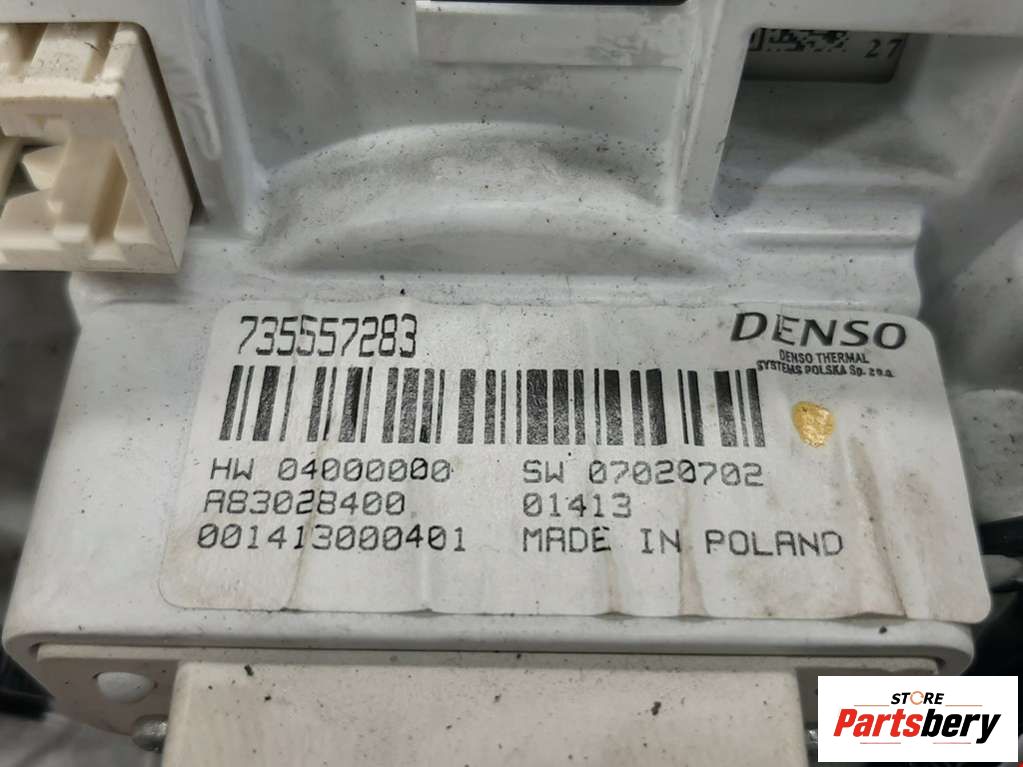 27
735557283
DENSO
DENSO THERMAL
SYSTEMS POLSKA Sp. z o.o.
HW 04000000 SW 07020702
A83028400 01413
001413000401 MADE IN POLAND
STORE
Partsbery